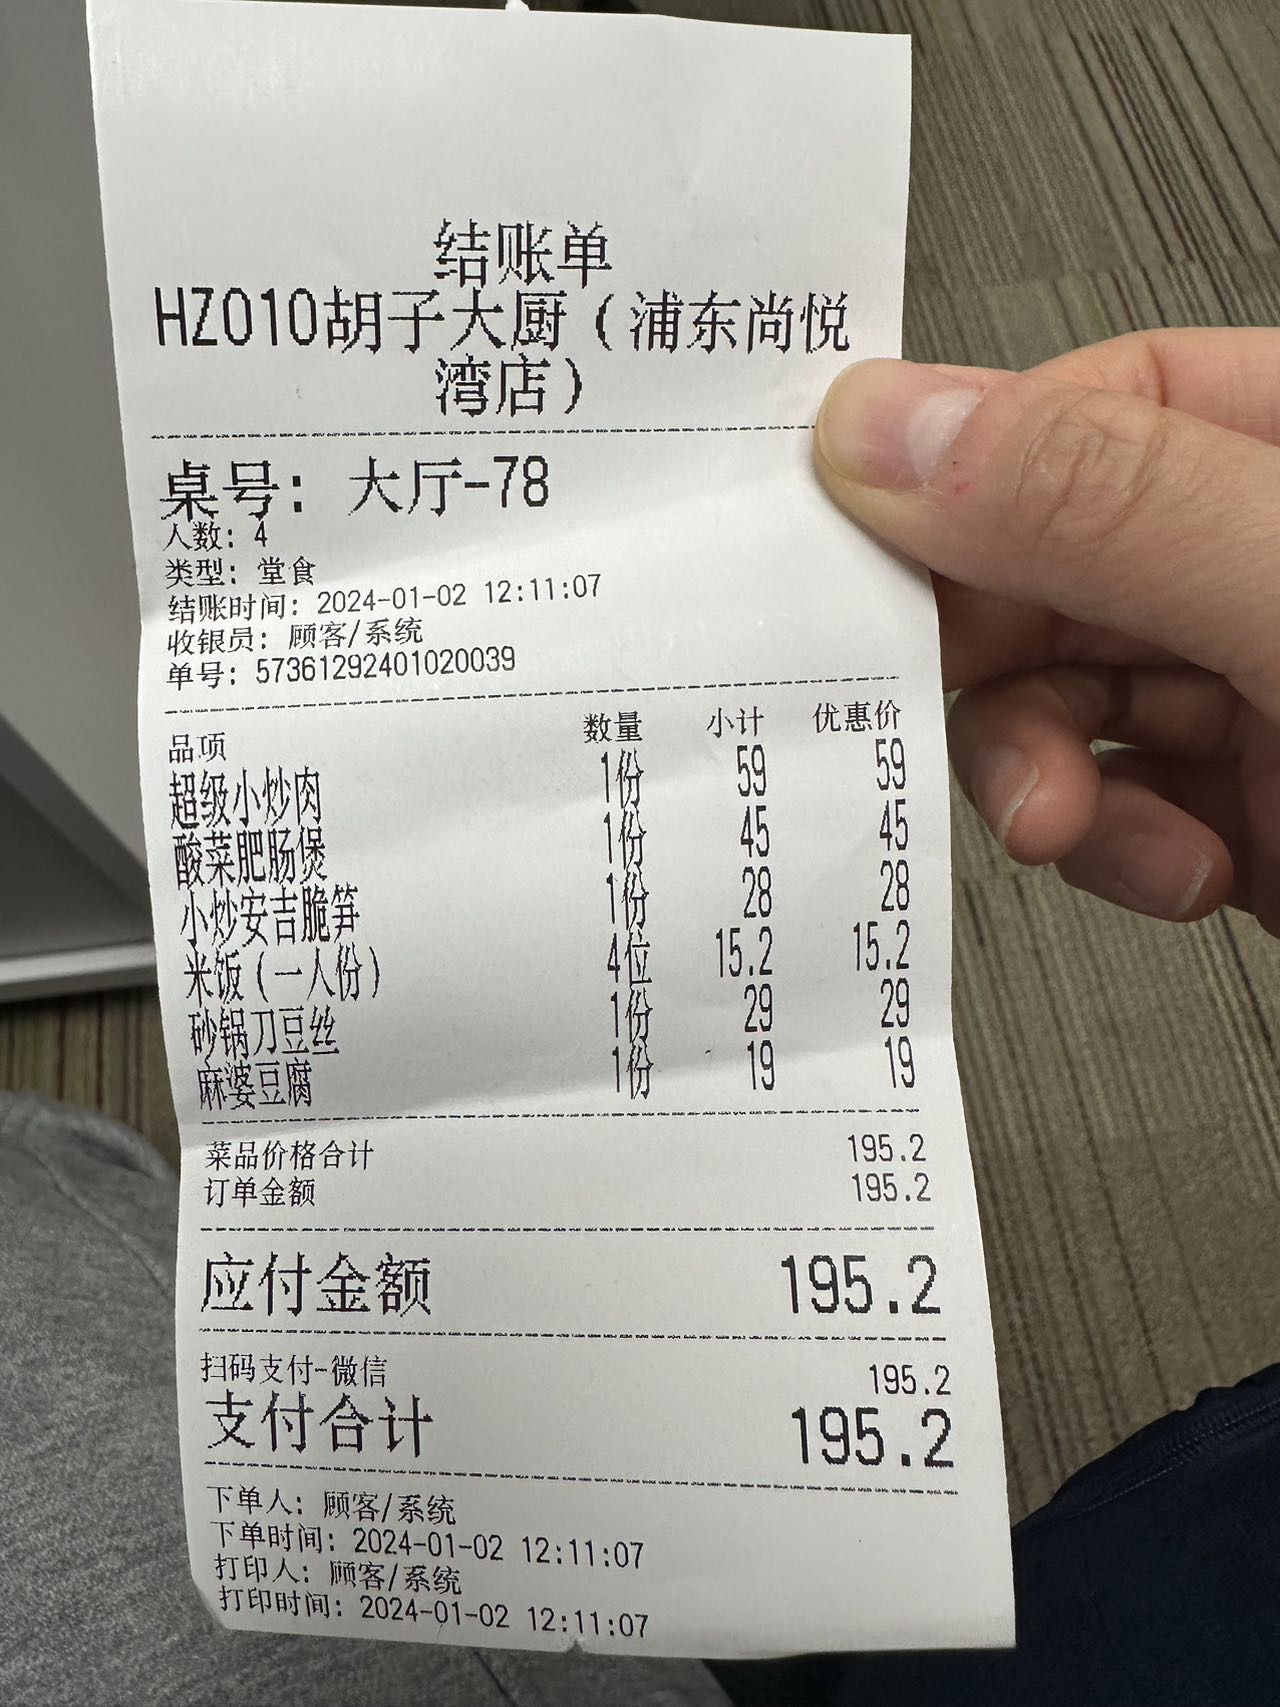 结账单
HZ010胡子大厨（浦东尚悦
湾店）
桌号：大厅-78
人数：4
类型：堂食
结账时间：2024-01-02 12:11:07
收银员：顾客/系统
单号：57361292401020039
品项 数量 小计 优惠价
超级小炒肉 1份 59 59
酸菜肥肠煲 1份 45 45
小炒安吉脆笋 1份 28 28
米饭（一人份） 4位 15.2 15.2
砂锅刀豆丝 1份 29 29
麻婆豆腐 1份 19 19
菜品价格合计 195.2
订单金额 195.2
应付金额 195.2
扫码支付-微信 195.2
支付合计 195.2
下单人：顾客/系统
下单时间：2024-01-02 12:11:07
打印人：顾客/系统
打印时间：2024-01-02 12:11:07